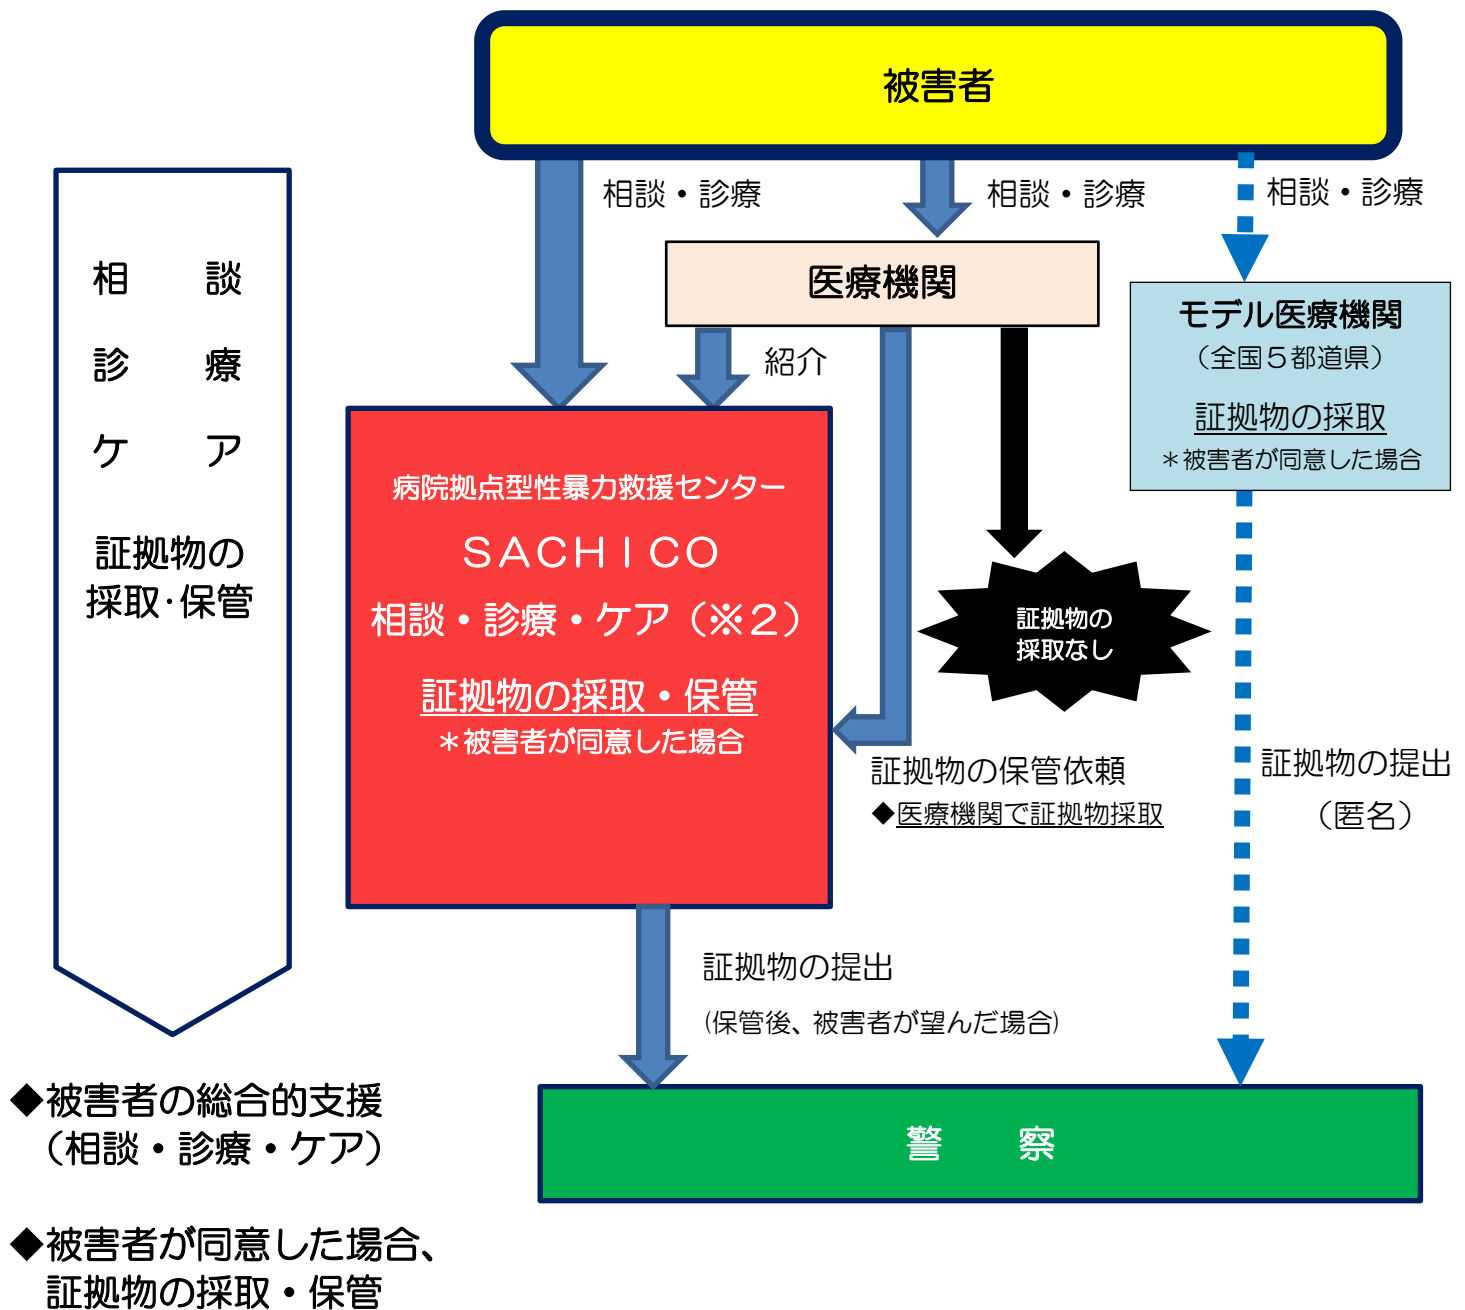 被害者
相談・診療
相談・診療
相談・診療
医療機関
紹介
モデル医療機関
（全国５都道県）
証拠物の採取
＊被害者が同意した場合
相　談
診　療
ケ　ア
証拠物の
採取･保管
病院拠点型性暴力救援センター
ＳＡＣＨＩＣＯ
相談・診療・ケア（※２）
証拠物の採取・保管
＊被害者が同意した場合
証拠物の
採取なし
証拠物の保管依頼
◆医療機関で証拠物採取
証拠物の提出
（匿名）
証拠物の提出
(保管後、被害者が望んだ場合)
警　察
◆被害者の総合的支援
（相談・診療・ケア）
◆被害者が同意した場合、
証拠物の採取・保管